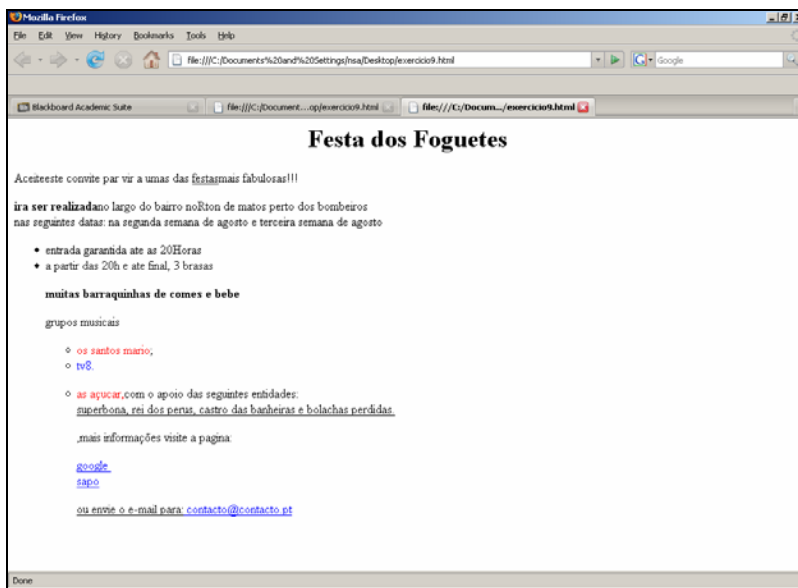 Mozilla Firefox
File Edit View History Bookmarks Tools Help
file:///C:/Documents%20and%20Settings/nsa/Desktop/exercicio9.html Google
Blackboard Academic Suite file:///C:/Document...op/exercicio9.html file:///C:/Docum.../exercicio9.html
Festa dos Foguetes
Aceiteeste convite par vir a umas das festasmais fabulosas!!!
ira ser realizadano largo do bairro noRton de matos perto dos bombeiros
nas seguintes datas: na segunda semana de agosto e terceira semana de agosto
entrada garantida ate as 20Horas
a partir das 20h e ate final, 3 brasas
muitas barraquinhas de comes e bebe
grupos musicais
os santos mario;
tv8.
as açucar,com o apoio das seguintes entidades:
superbona, rei dos perus, castro das banheiras e bolachas perdidas.
,mais informações visite a pagina:
google
sapo
ou envie o e-mail para: contacto@contacto.pt
Done